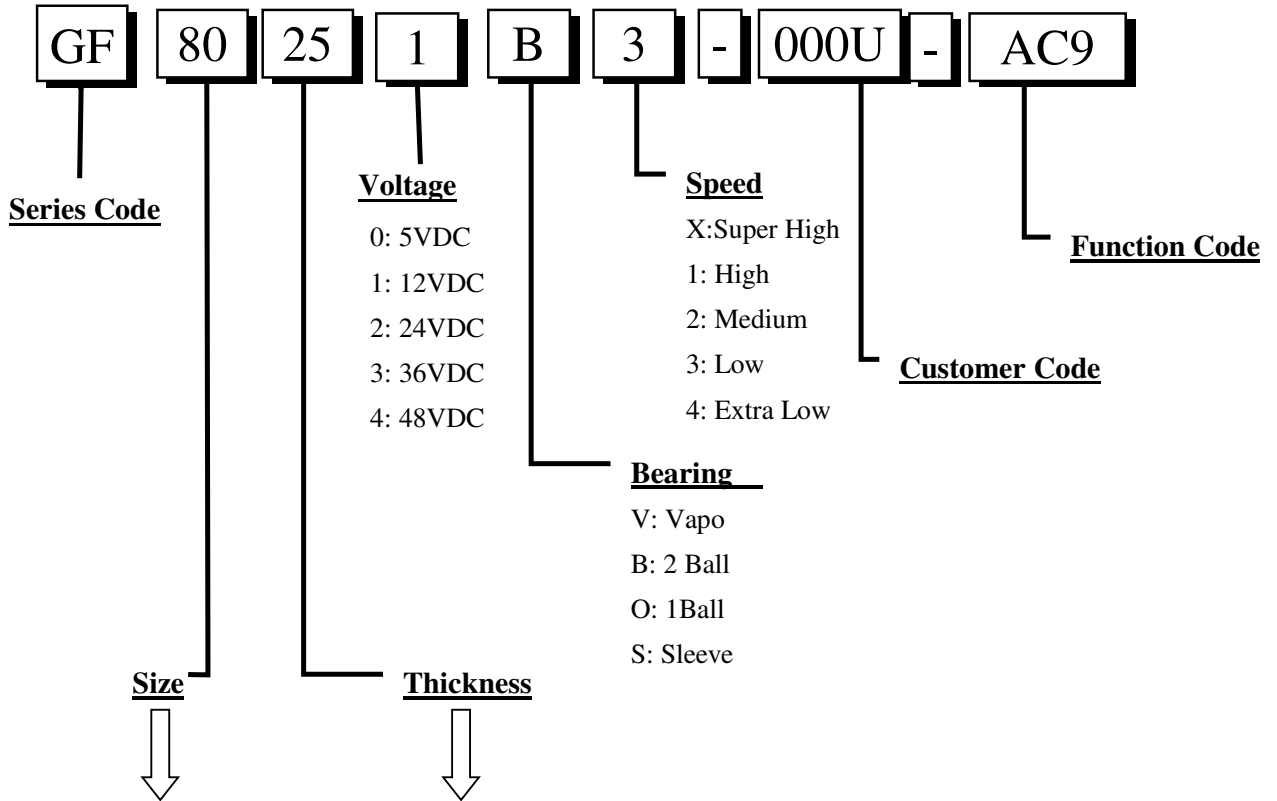 GF 80 25 1 B 3 - 000U - AC9
Series Code
Voltage
0: 5VDC
1: 12VDC
2: 24VDC
3: 36VDC
4: 48VDC
Speed
X:Super High
1: High
2: Medium
3: Low
4: Extra Low
Function Code
Customer Code
Bearing
V: Vapo
B: 2 Ball
O: 1Ball
S: Sleeve
Size
Thickness